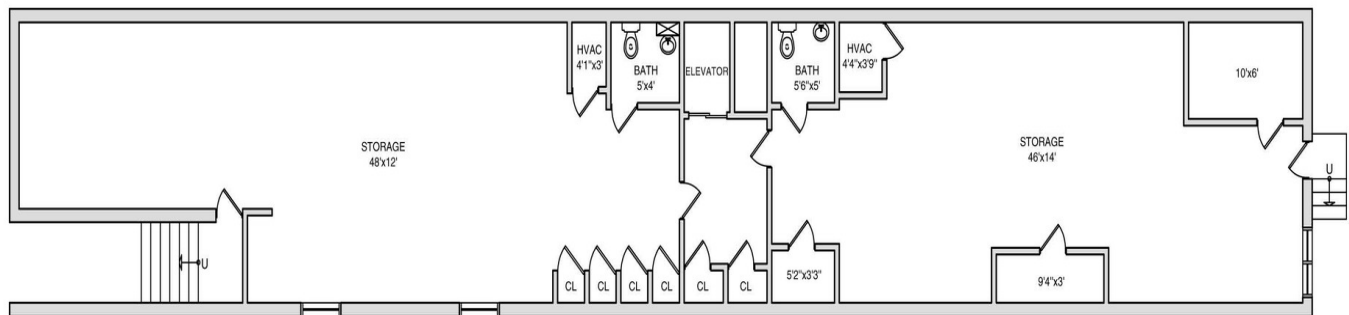 HVAC
4'1"x3'
BATH
5'x4'
ELEVATOR
BATH
5'6"x5'
HVAC
4'4"x3'9"
10'x6'
STORAGE
48'x12'
STORAGE
46'x14'
U
U
CL
CL
CL
CL
CL
CL
5'2"x3'3"
9'4"x3'